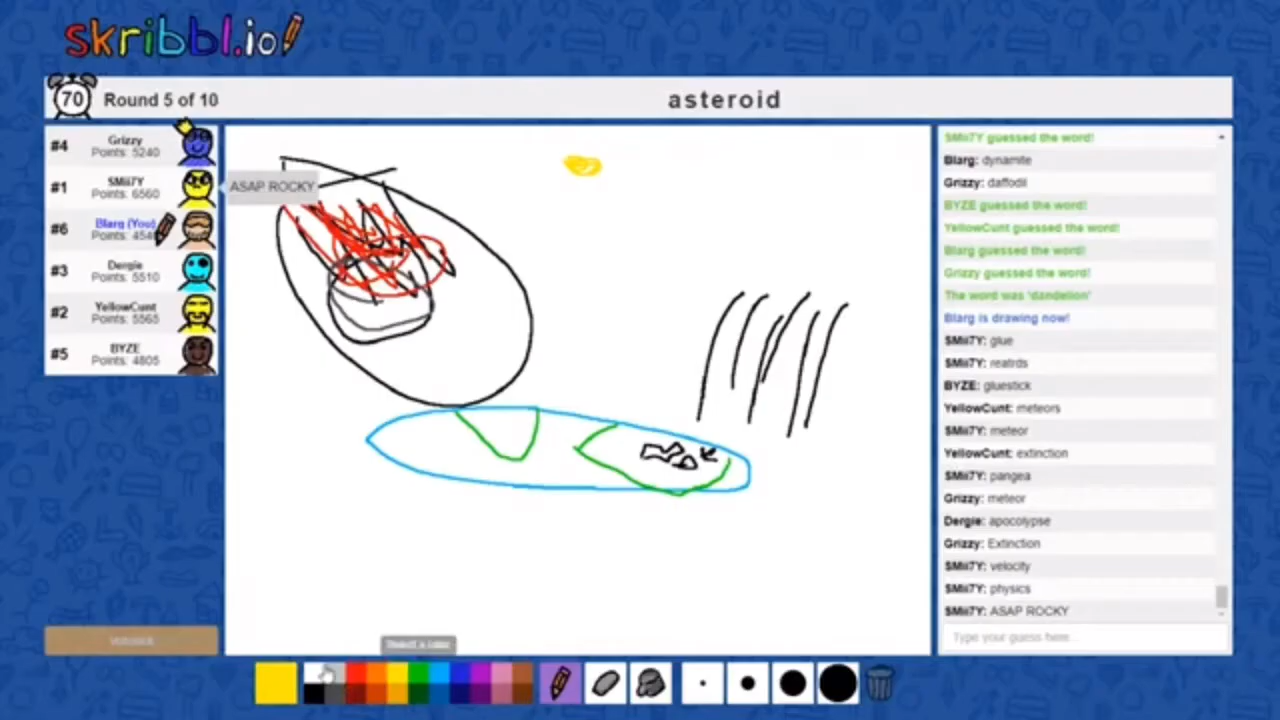 skribbl.io
70 Round 5 of 10 asteroid
#4 Grizzy
Points: 5240
#1 SMii7Y
Points: 6560
ASAP ROCKY
#6 Blarg (You)
#3 Dergie
Points: 5510
#2 YellowCunt
Points: 5565
#5 BYZE
Points: 4805
SMii7Y guessed the word!
Blarg: dynamite
Grizzy: daffodil
BYZE guessed the word!
YellowCunt guessed the word!
Blarg guessed the word!
Grizzy guessed the word!
The word was 'dandelion'
Blarg is drawing now!
SMii7Y: glue
SMii7Y: reatrds
BYZE: gluestick
YellowCunt: meteors
SMii7Y: meteor
YellowCunt: extinction
SMii7Y: pangea
Grizzy: meteor
Dergie: apocolypse
Grizzy: Extinction
SMii7Y: velocity
SMii7Y: physics
SMii7Y: ASAP ROCKY
Type your guess here
Votekick
Select a color